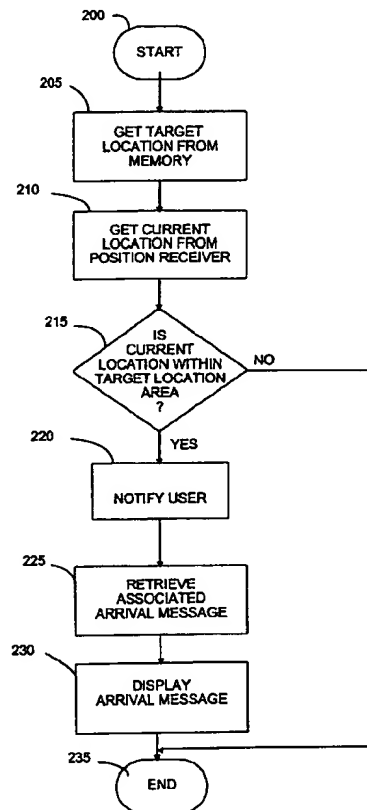 200
START
205
GET TARGET
LOCATION FROM
MEMORY
210
GET CURRENT
LOCATION FROM
POSITION RECEIVER
215
IS
CURRENT
LOCATION WITHIN
TARGET LOCATION
AREA
?
NO
YES
220
NOTIFY USER
225
RETRIEVE
ASSOCIATED
ARRIVAL MESSAGE
230
DISPLAY
ARRIVAL MESSAGE
235
END